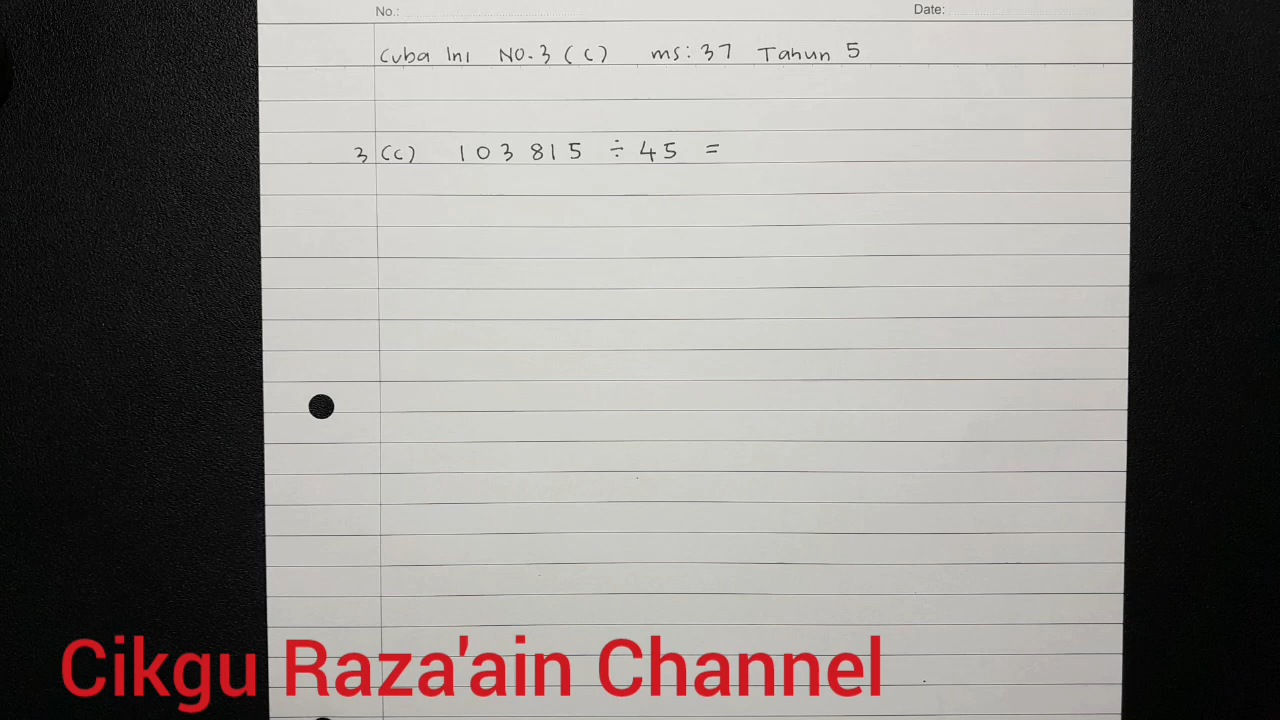 No.: Date:
Cuba Ini NO.3 (C) ms: 37 Tahun 5
3 (C) 103 815 ÷ 45 =
Cikgu Raza'ain Channel